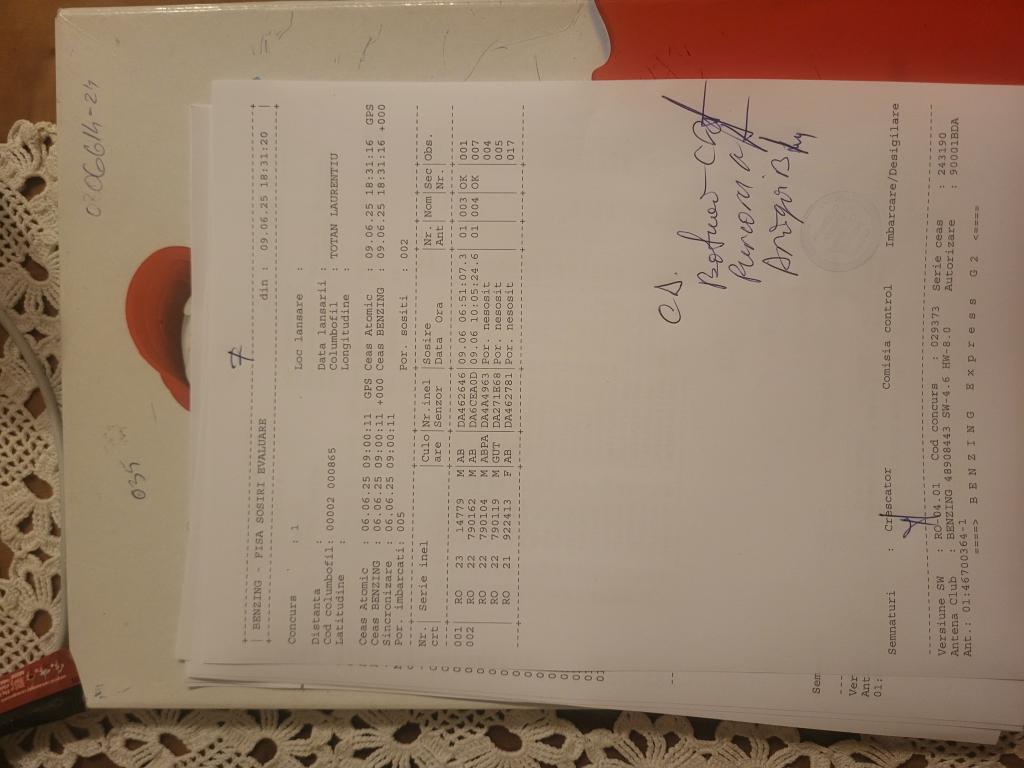 0206614-24
035
7
| BENZING - FISA SOSIRI EVALUARE din : 09.06.25 18:31:20 |
Concurs : 1 Loc lansare :
Distanta : Data lansarii :
Cod columbofil: 00002 000865 Columbofil : TOTAN LAURENTIU
Latitudine : Longitudine :
Ceas Atomic : 06.06.25 09:00:11 GPS Ceas Atomic : 09.06.25 18:31:16 GPS
Ceas BENZING : 06.06.25 09:00:11 +000 Ceas BENZING : 09.06.25 18:31:16 +000
Sincronizare : 06.06.25 09:00:11
Por. imbarcati: 005 Por. sositi : 002
Nr. Serie inel |Culo|Nr.inel |Sosire |Nr.|Nom|Sec|Obs.
crt |are |Senzor |Data Ora |Ant| |Nr.|
001| RO 23 14779 M|AB |DA462646|09.06 06:51:07.3| 01|003|OK |001
002| RO 22 790162 M|AB |DA6CEA0D|09.06 10:05:24.6| 01|004|OK |007
| RO 22 790104 M|ABPA|DA4A4963|Por. nesosit | | | |004
| RO 22 790119 M|GUT |DA271E68|Por. nesosit | | | |005
| RO 21 922413 F|AB |DA462781|Por. nesosit | | | |017
Semnaturi : Crescator Comisia control Imbarcare/Desigilare
Versiune SW : RO-04.01 Cod concurs : 029373 Serie ceas : 243190
Antena Club : BENZING 48908443 SW-4.6 HW-8.0 Autorizare : 90001BDA
Ant.: 01:46700364-1
====> BENZING Express G2 <====
Sem
Ver
Ant
01: